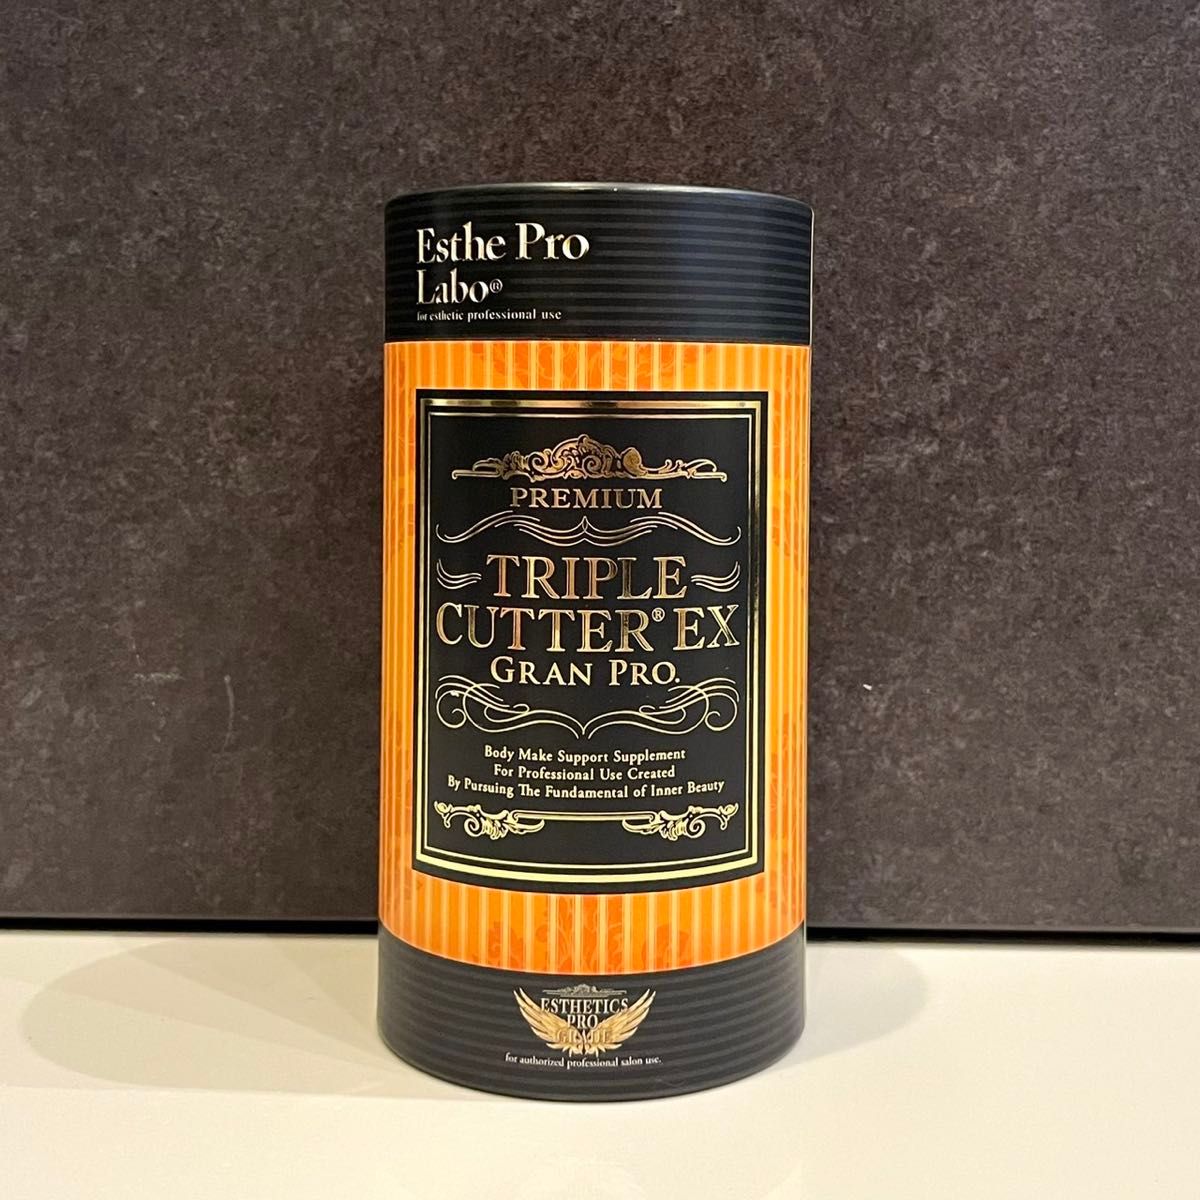 Esthe Pro
Labo®
for esthetic professional use
PREMIUM
TRIPLE
CUTTER® EX
GRAN PRO.
Body Make Support Supplement
For Professional Use Created
By Pursuing The Fundamental of Inner Beauty
ESTHETICS
PRO
GRADE
for authorized professional salon use.